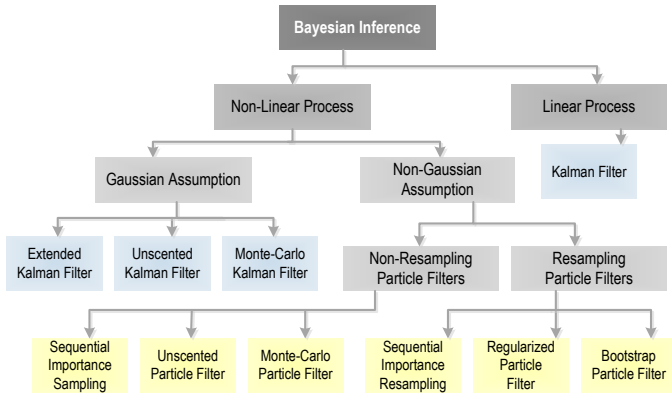 Bayesian Inference
Non-Linear Process
Linear Process
Gaussian Assumption
Non-Gaussian
Assumption
Kalman Filter
Extended
Kalman Filter
Unscented
Kalman Filter
Monte-Carlo
Kalman Filter
Non-Resampling
Particle Filters
Resampling
Particle Filters
Sequential
Importance
Sampling
Unscented
Particle Filter
Monte-Carlo
Particle Filter
Sequential
Importance
Resampling
Regularized
Particle
Filter
Bootstrap
Particle Filter